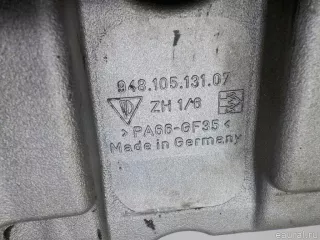 948.105.131.07
ZH 1/6
> PA66-GF35 <
Made in Germany